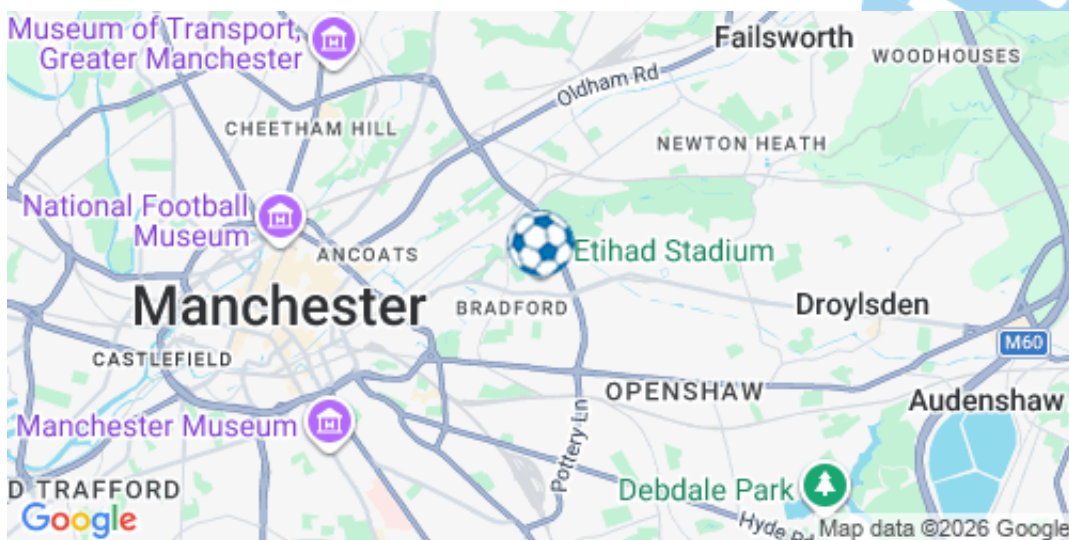 Museum of Transport,
Greater Manchester
Failsworth
WOODHOUSES
Oldham Rd
CHEETHAM HILL
NEWTON HEATH
National Football
Museum
ANCOATS
Etihad Stadium
Manchester
BRADFORD
Droylsden
CASTLEFIELD
M60
OPENSHAW
Audenshaw
Manchester Museum
Pottery Ln
D TRAFFORD
Debdale Park
Google
Hyde Rd
Map data ©2026 Google